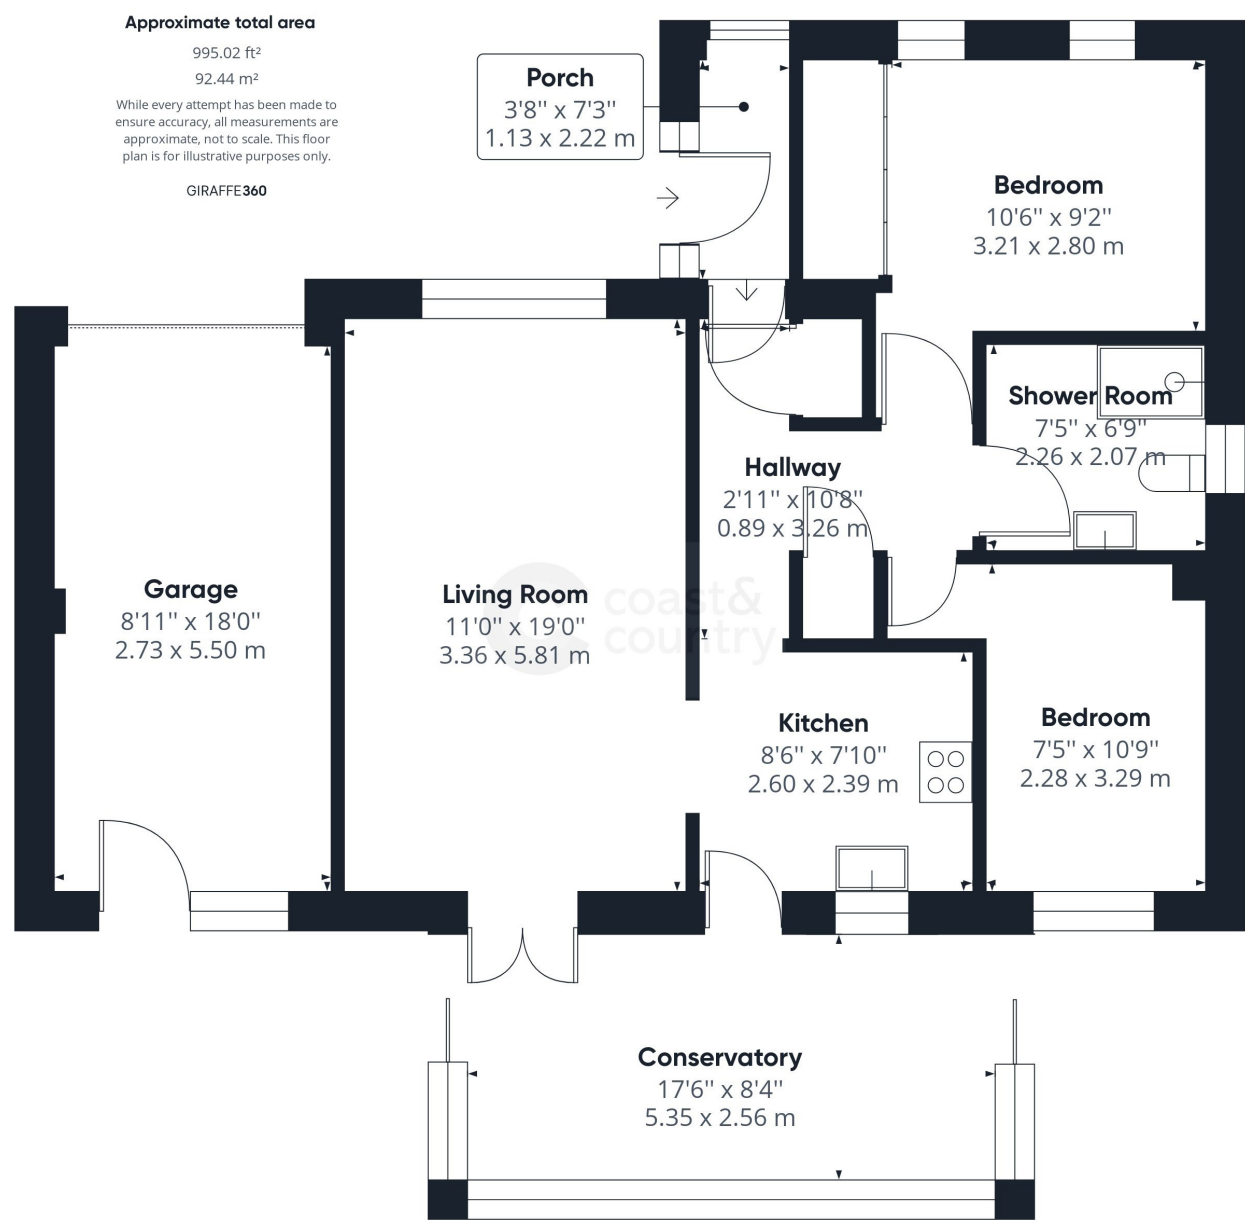 Approximate total area
995.02 ft²
92.44 m²
While every attempt has been made to
ensure accuracy, all measurements are
approximate, not to scale. This floor
plan is for illustrative purposes only.
GIRAFFE360
Porch
3'8" x 7'3"
1.13 x 2.22 m
Bedroom
10'6" x 9'2"
3.21 x 2.80 m
Shower Room
7'5" x 6'9"
2.26 x 2.07 m
Hallway
2'11" x 10'8"
0.89 x 3.26 m
Garage
8'11" x 18'0"
2.73 x 5.50 m
Living Room
11'0" x 19'0"
3.36 x 5.81 m
coast&
country
Kitchen
8'6" x 7'10"
2.60 x 2.39 m
Bedroom
7'5" x 10'9"
2.28 x 3.29 m
Conservatory
17'6" x 8'4"
5.35 x 2.56 m